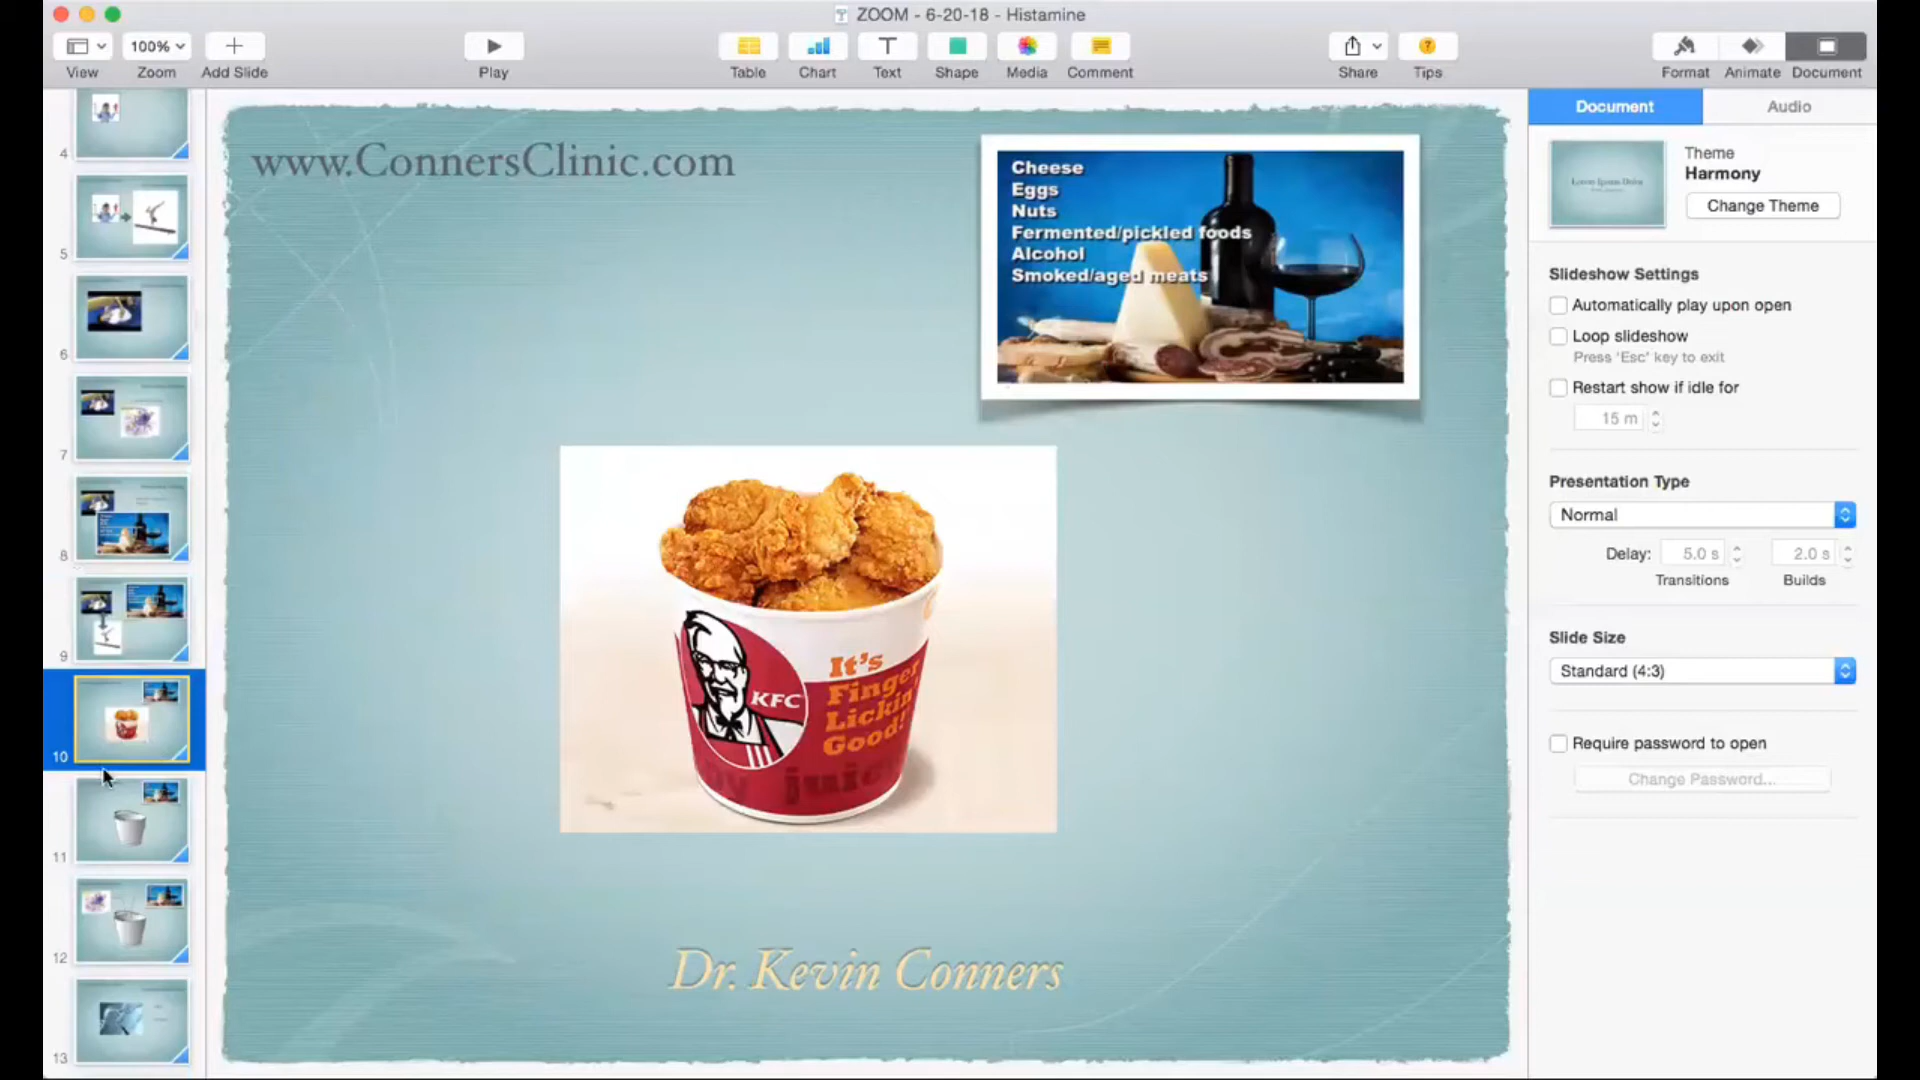 ZOOM - 6-20-18 - Histamine
View
100%
Zoom
Add Slide
Play
Table
Chart
Text
Shape
Media
Comment
Share
Tips
Format
Animate
Document
4
5
6
7
8
9
10
11
12
13
www.ConnersClinic.com
Cheese
Eggs
Nuts
Fermented/pickled foods
Alcohol
Smoked/aged meats
KFC
It's
Finger
Lickin'
Good!
Dr. Kevin Conners
Document
Audio
Theme
Harmony
Change Theme
Slideshow Settings
Automatically play upon open
Loop slideshow
Press 'Esc' key to exit
Restart show if idle for
15 m
Presentation Type
Normal
Delay: 5.0 s 2.0 s
Transitions Builds
Slide Size
Standard (4:3)
Require password to open
Change Password...